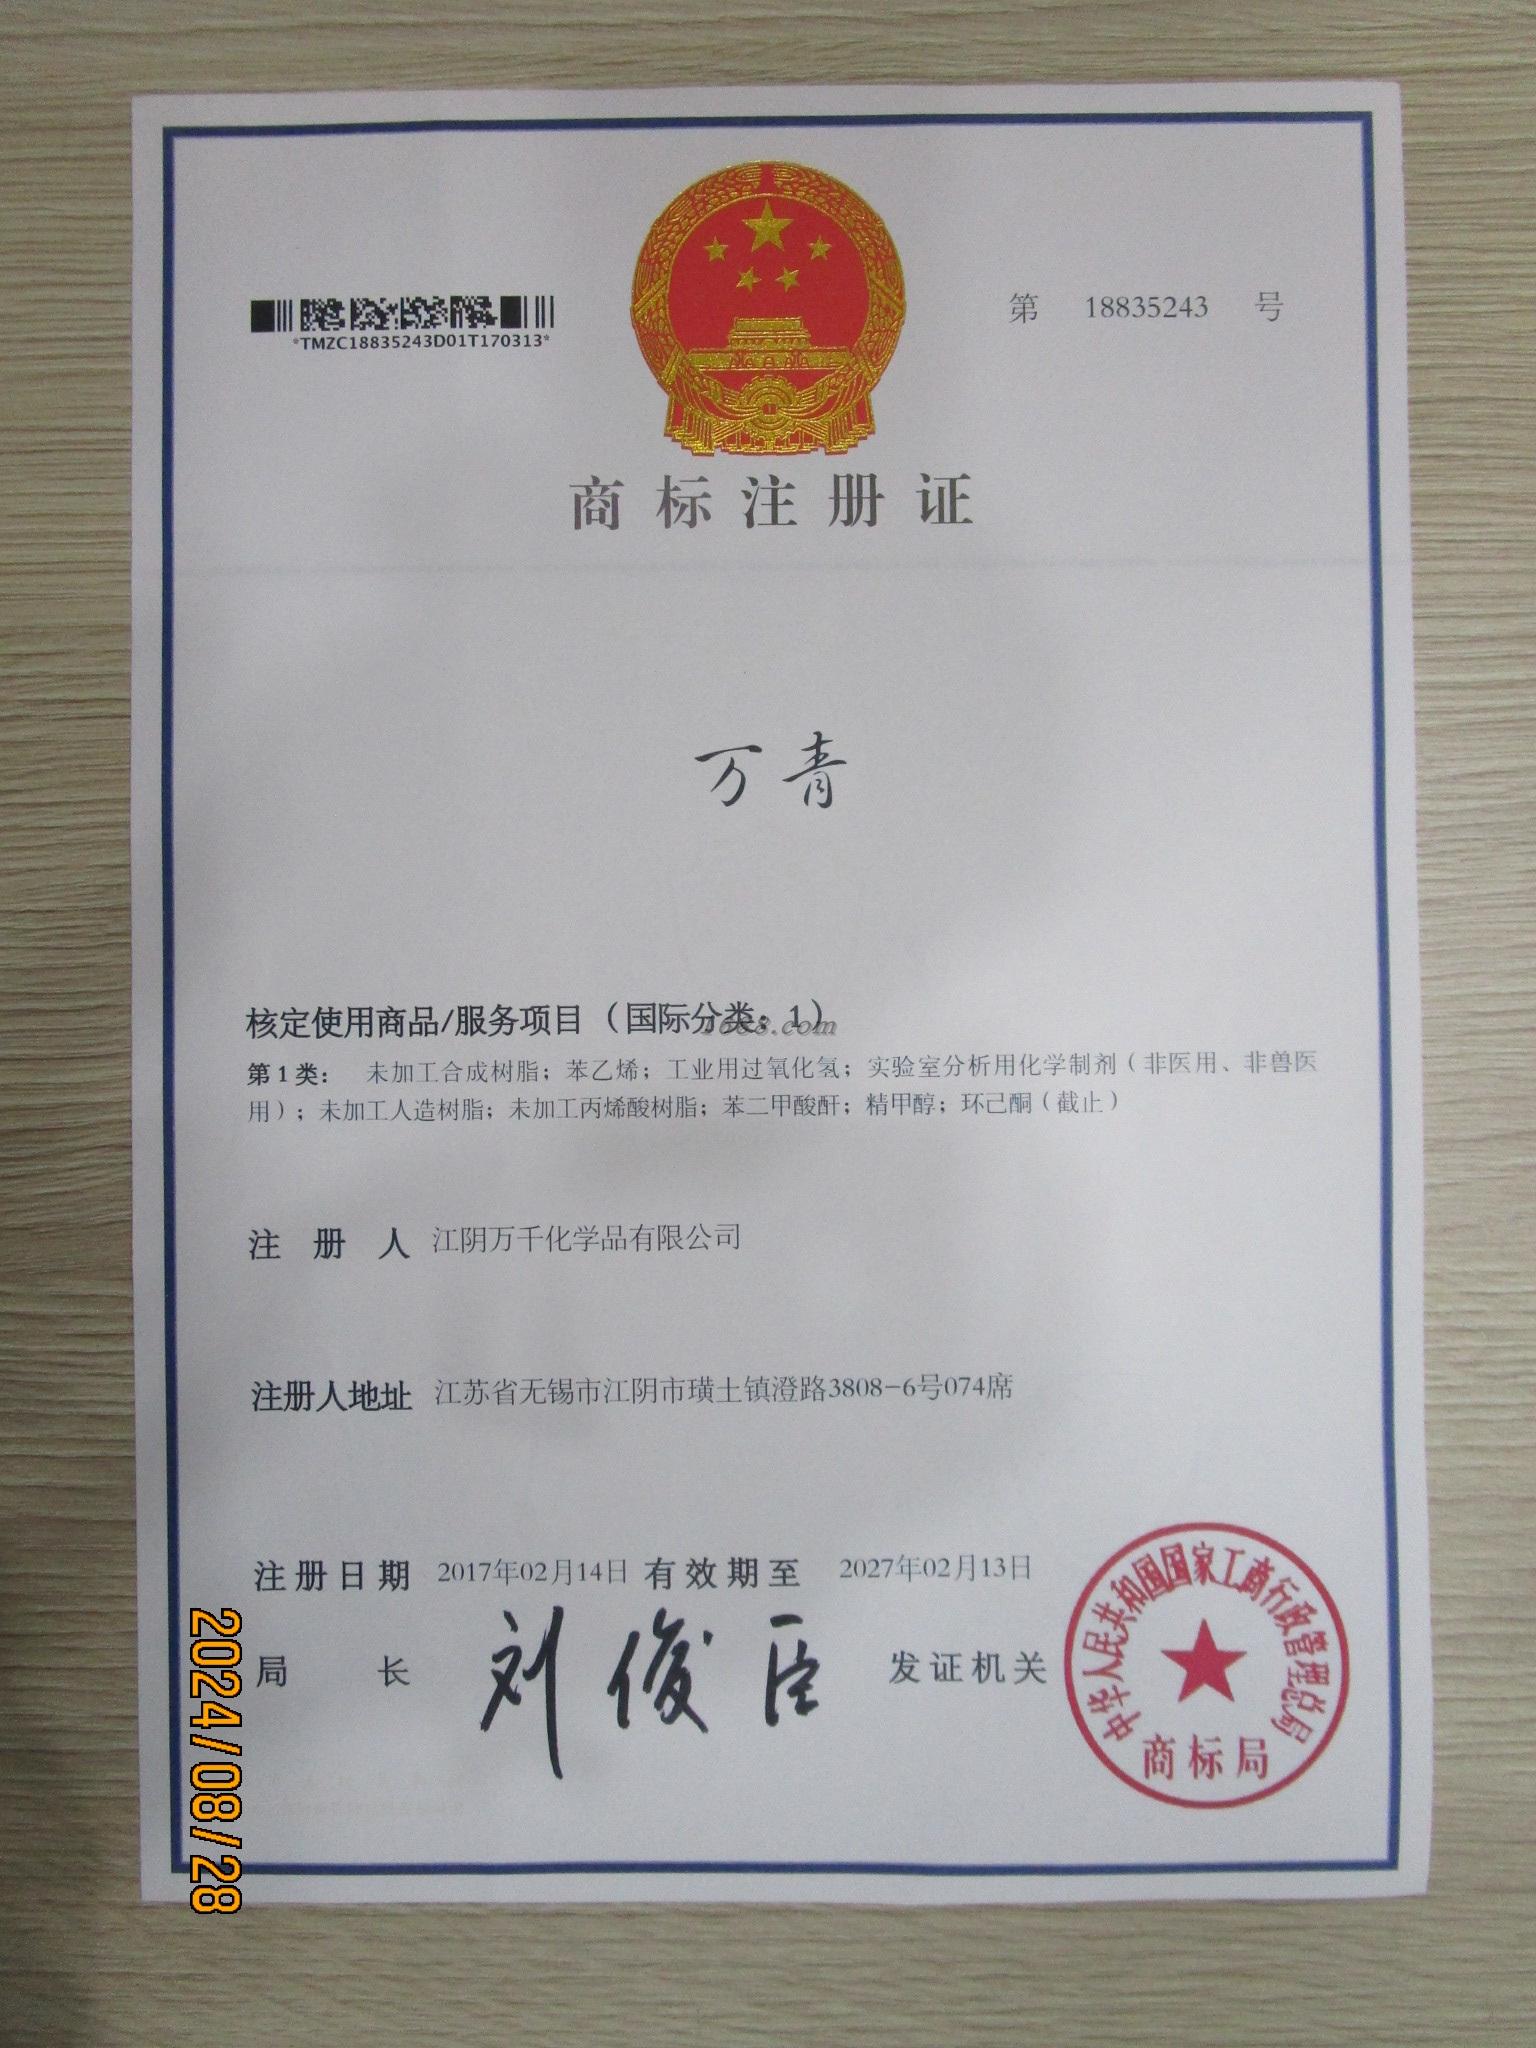 *TMZC18835243D01T170313*
第 18835243 号
商标注册证
万青
核定使用商品/服务项目（国际分类：1）
1688.com
第1类： 未加工合成树脂；苯乙烯；工业用过氧化氢；实验室分析用化学制剂（非医用、非兽医
用）；未加工人造树脂；未加工丙烯酸树脂；苯二甲酸酐；精甲醇；环己酮（截止）
注册人 江阴万千化学品有限公司
注册人地址 江苏省无锡市江阴市璜土镇澄路3808-6号074席
注册日期 2017年02月14日 有效期至 2027年02月13日
局长 刘俊臣 发证机关
中华人民共和国国家工商行政管理总局
商标局
2024/08/28